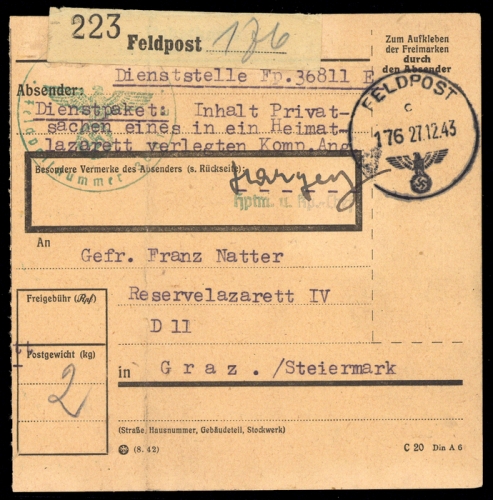 223 Feldpost 176
Zum Aufkleben
der Freimarken
durch
den Absender
Dienststelle Fp.36811 E
Absender:
Dienstpaket: Inhalt Privat-
sachen eines in ein Heimat-
lazarett verlegten Komp.Ang
FELDPOST
c
176 27.12.43
Besondere Vermerke des Absenders (s. Rückseite):
Hptm. u. Kp.-
An
Gefr. Franz Natter
Freigebühr (Rpf)
Reservelazarett IV
D 11
Postgewicht (kg)
2
in Graz ./Steiermark
(Straße, Hausnummer, Gebäudeteil, Stockwerk)
(8. 42)
C 20 Din A 6